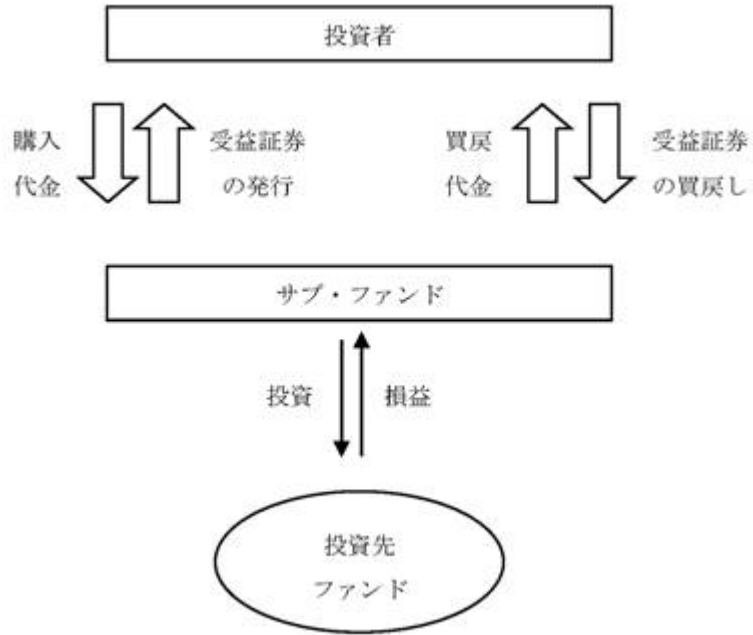 投資者
購入
代金
受益証券
の発行
買戻
代金
受益証券
の買戻し
サブ・ファンド
投資
損益
投資先
ファンド